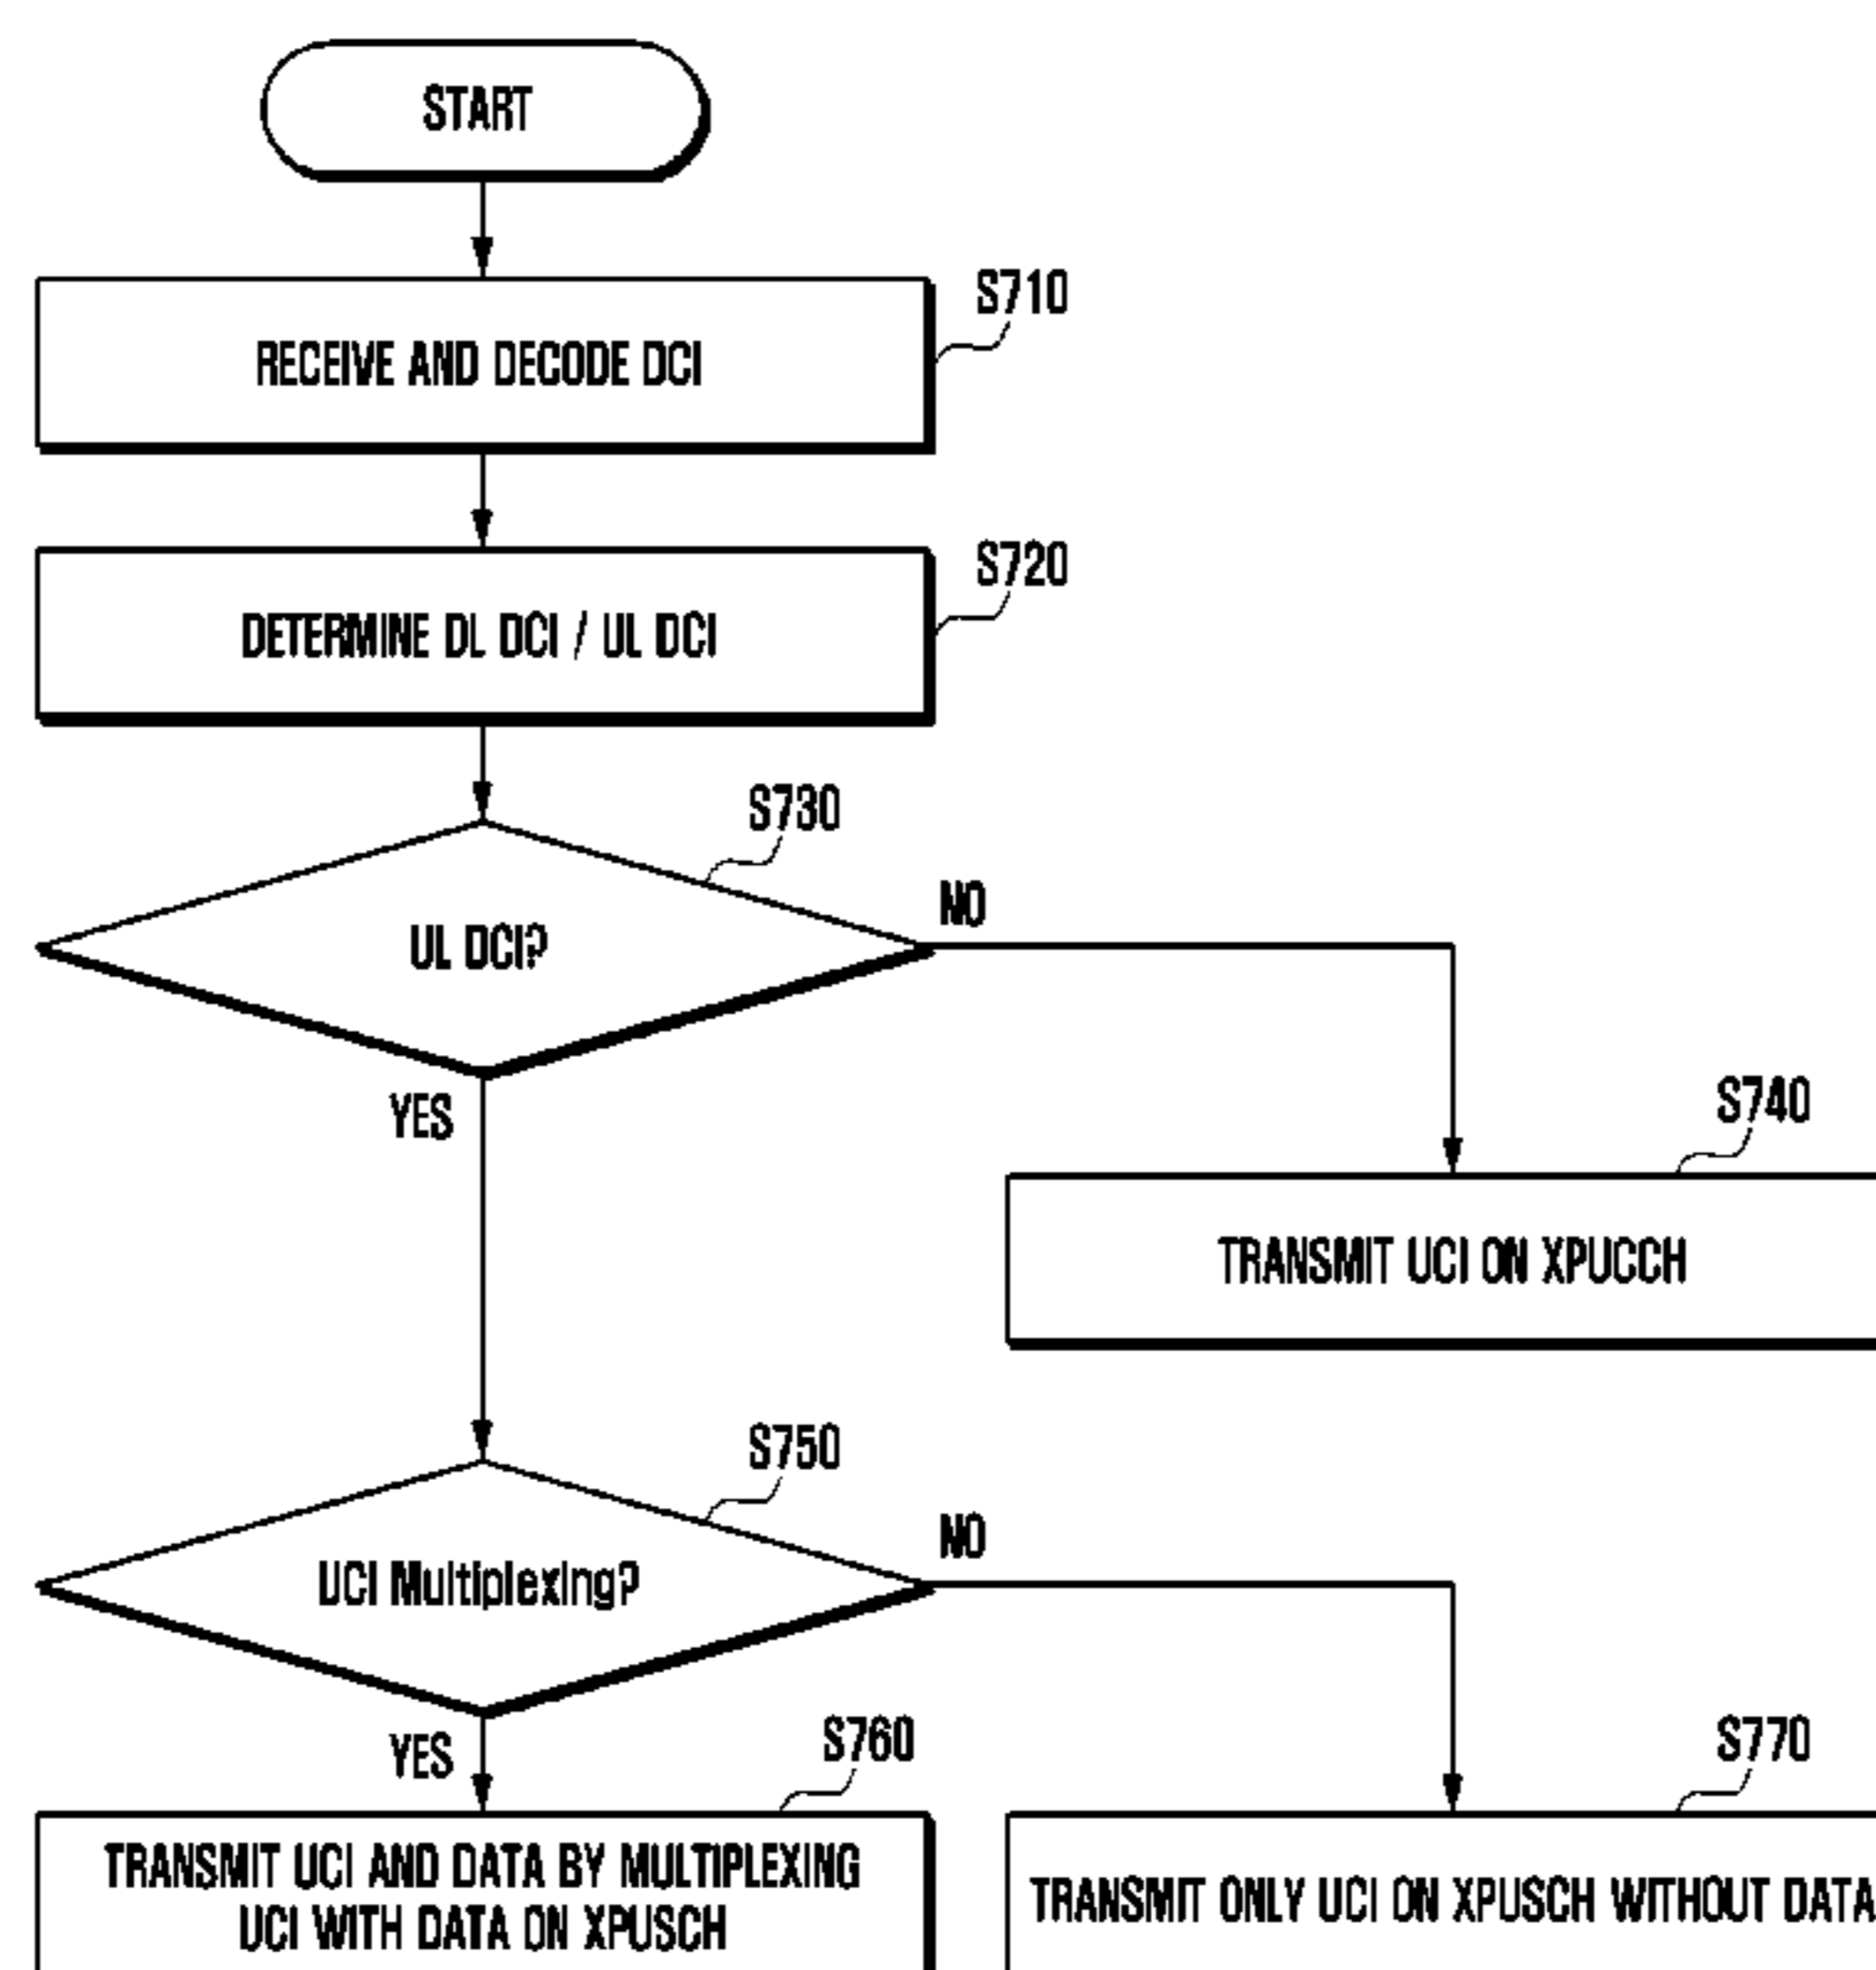 START
S710
RECEIVE AND DECODE DCI
S720
DETERMINE DL DCI / UL DCI
S730
UL DCI?
NO
YES
S740
TRANSMIT UCI ON XPUCCH
S750
UCI Multiplexing?
NO
YES
S760
TRANSMIT UCI AND DATA BY MULTIPLEXING
UCI WITH DATA ON XPUSCH
S770
TRANSMIT ONLY UCI ON XPUSCH WITHOUT DATA